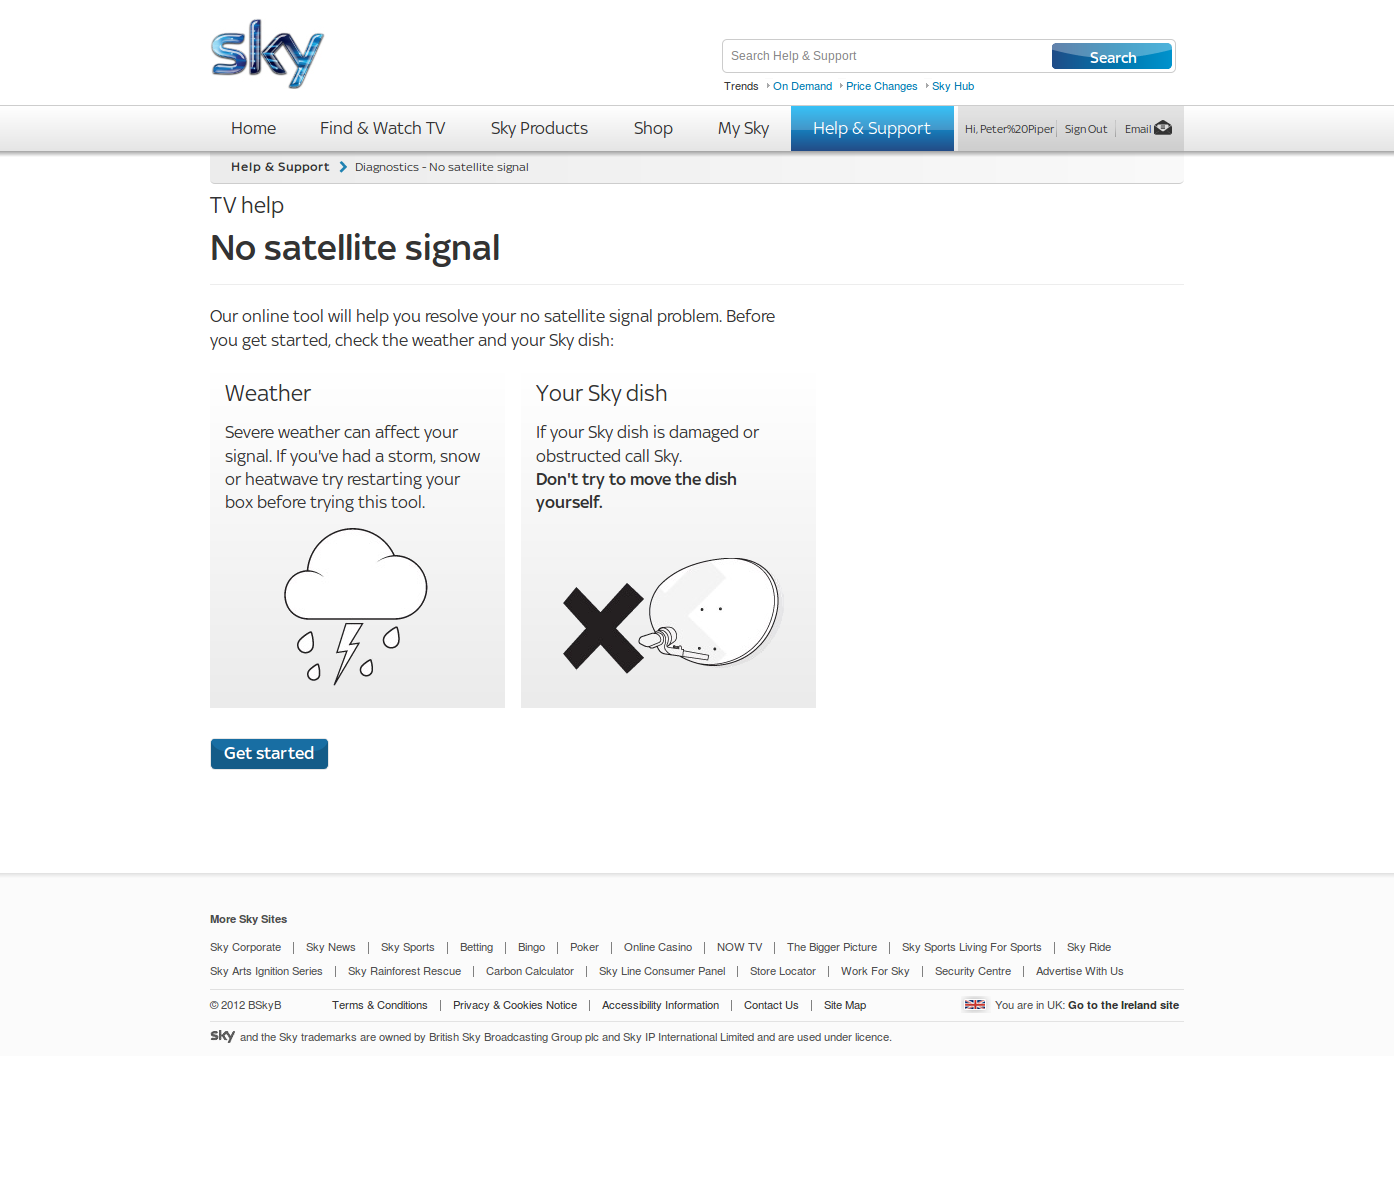 sky
Search Help & Support
Search
Trends On Demand Price Changes Sky Hub
Home Find & Watch TV Sky Products Shop My Sky Help & Support Hi, Peter%20Piper Sign Out Email
Help & Support Diagnostics - No satellite signal
TV help
No satellite signal
Our online tool will help you resolve your no satellite signal problem. Before
you get started, check the weather and your Sky dish:
Weather
Severe weather can affect your
signal. If you've had a storm, snow
or heatwave try restarting your
box before trying this tool.
Your Sky dish
If your Sky dish is damaged or
obstructed call Sky.
Don't try to move the dish
yourself.
Get started
More Sky Sites
Sky Corporate | Sky News | Sky Sports | Betting | Bingo | Poker | Online Casino | NOW TV | The Bigger Picture | Sky Sports Living For Sports | Sky Ride
Sky Arts Ignition Series | Sky Rainforest Rescue | Carbon Calculator | Sky Line Consumer Panel | Store Locator | Work For Sky | Security Centre | Advertise With Us
© 2012 BSkyB Terms & Conditions | Privacy & Cookies Notice | Accessibility Information | Contact Us | Site Map You are in UK: Go to the Ireland site
sky and the Sky trademarks are owned by British Sky Broadcasting Group plc and Sky IP International Limited and are used under licence.